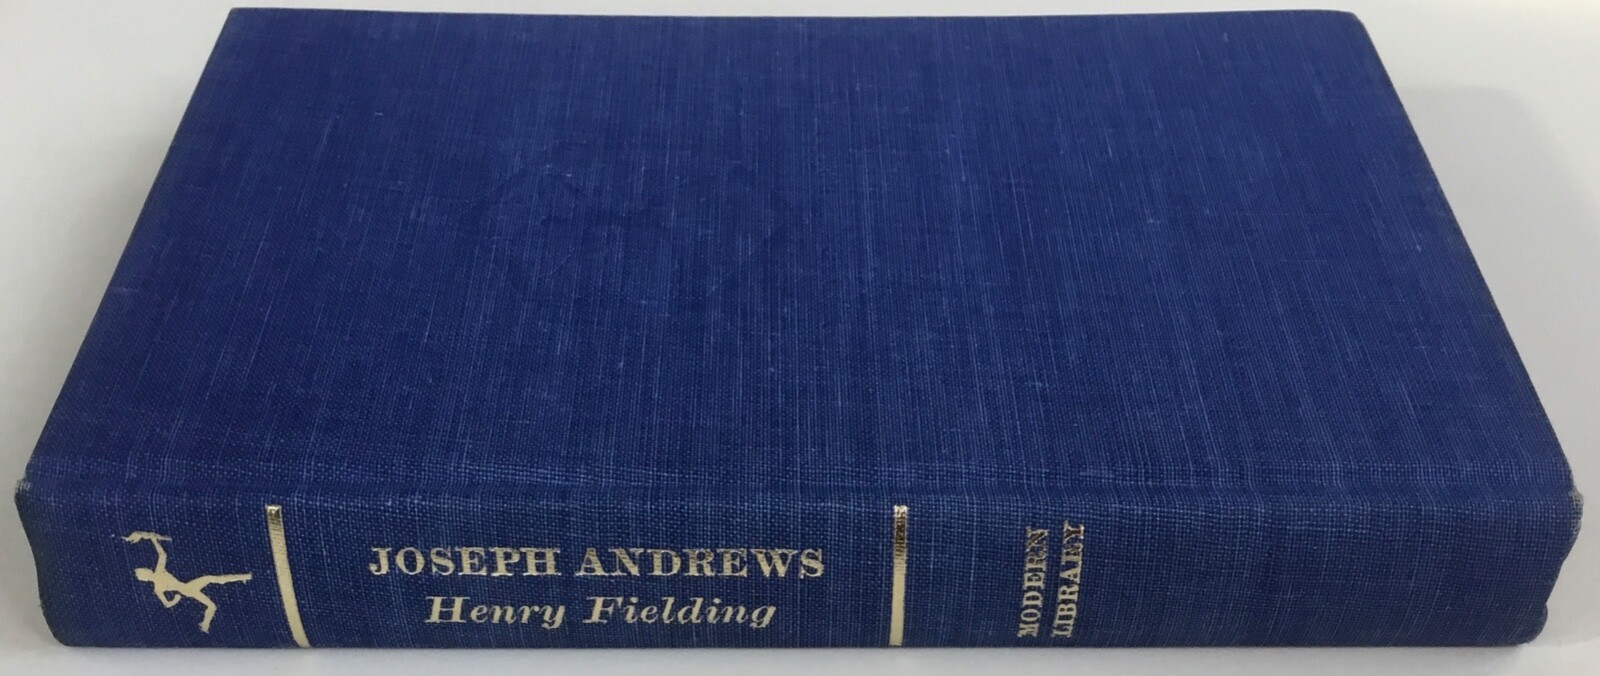 JOSEPH ANDREWS
Henry Fielding
MODERN
LIBRARY